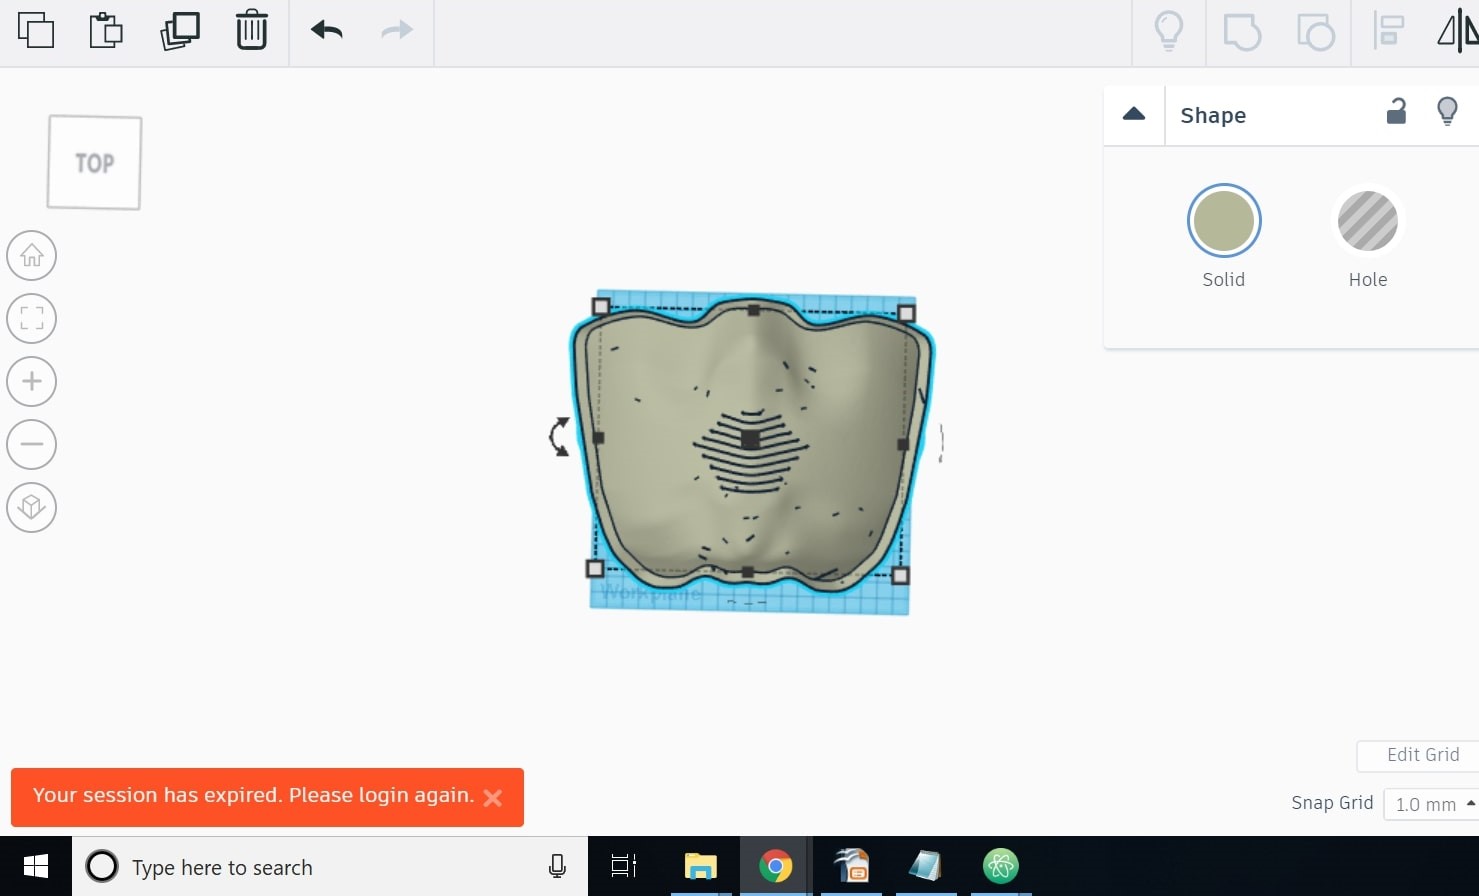 TOP
Shape
Solid
Hole
Workplane
Edit Grid
Snap Grid
1.0 mm
Your session has expired. Please login again.
Type here to search